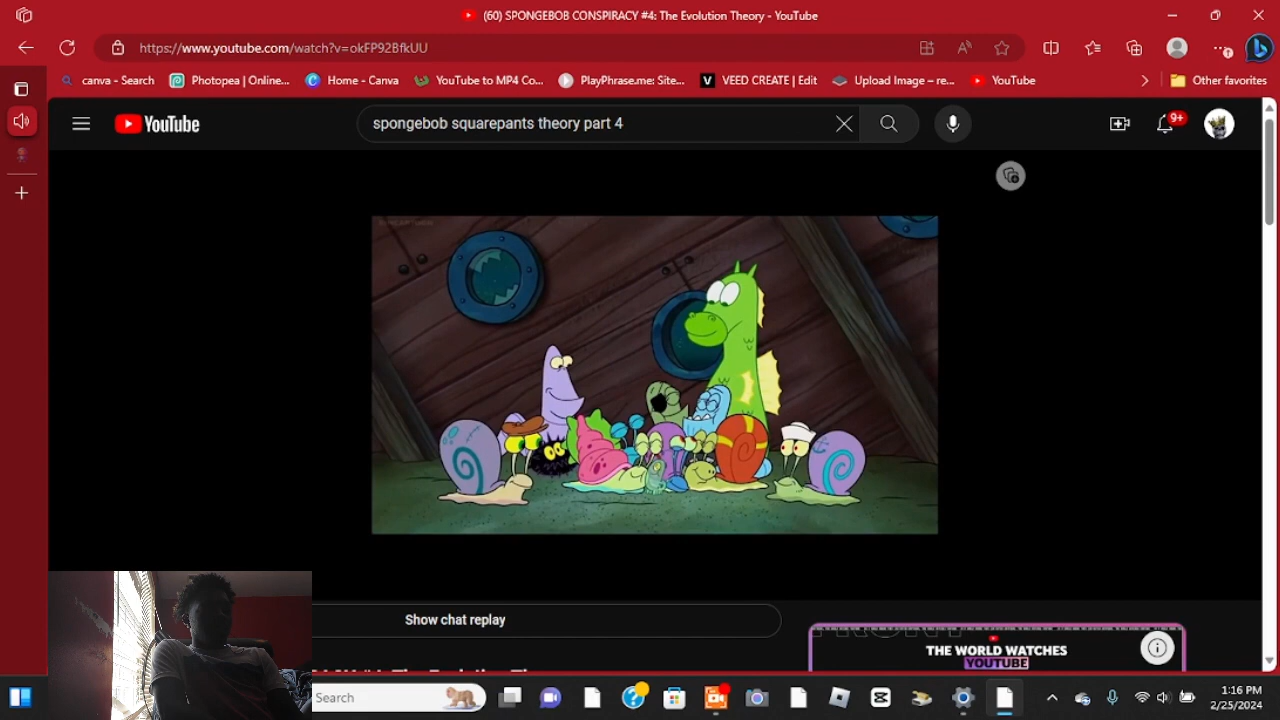 (60) SPONGEBOB CONSPIRACY #4: The Evolution Theory - YouTube
https://www.youtube.com/watch?v=okFP92BfkUU
canva - Search
Photopea | Online...
Home - Canva
YouTube to MP4 Co...
PlayPhrase.me: Site...
VEED CREATE | Edit
Upload Image – re...
YouTube
Other favorites
YouTube
spongebob squarepants theory part 4
9+
Show chat replay
THE WORLD WATCHES
YOUTUBE
Search
1:16 PM
2/25/2024